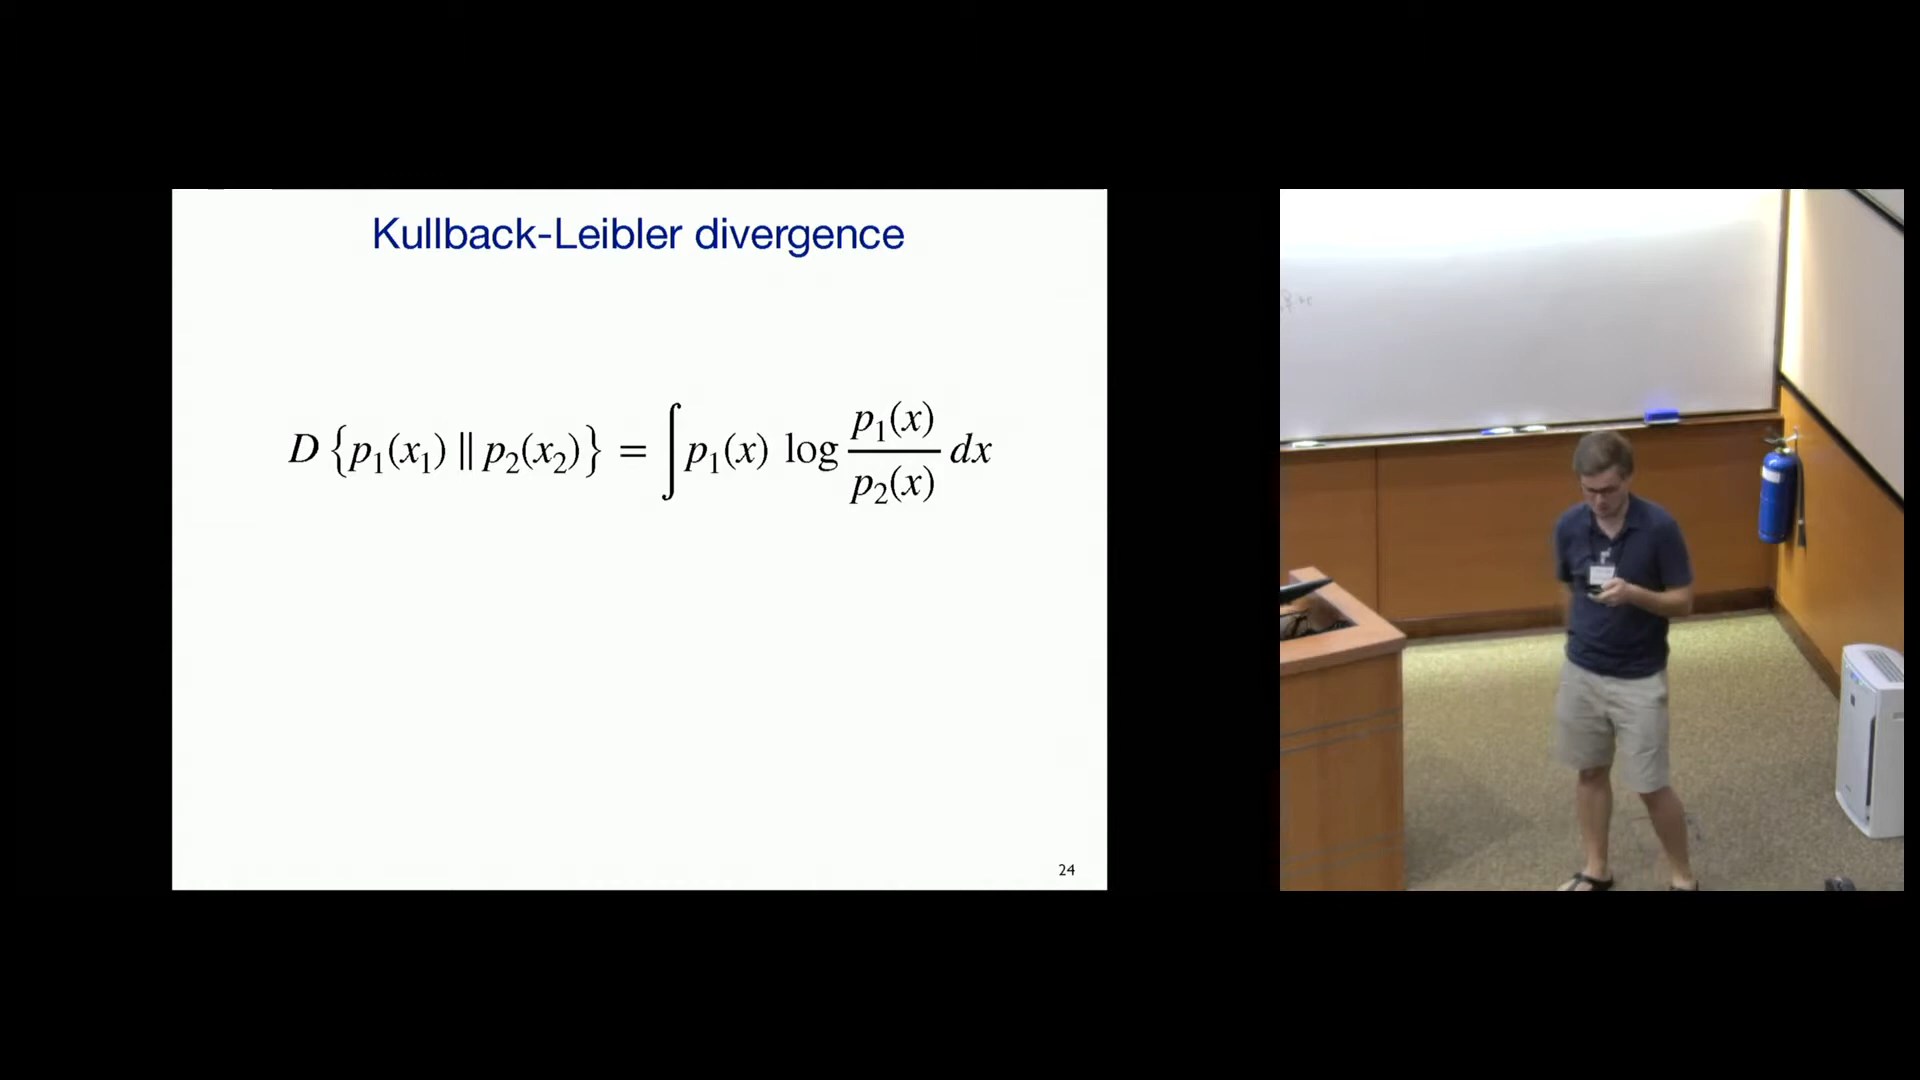 Kullback-Leibler divergence
D {p₁(x₁) || p₂(x₂)} = ∫ p₁(x) log p₁(x) / p₂(x) dx
24